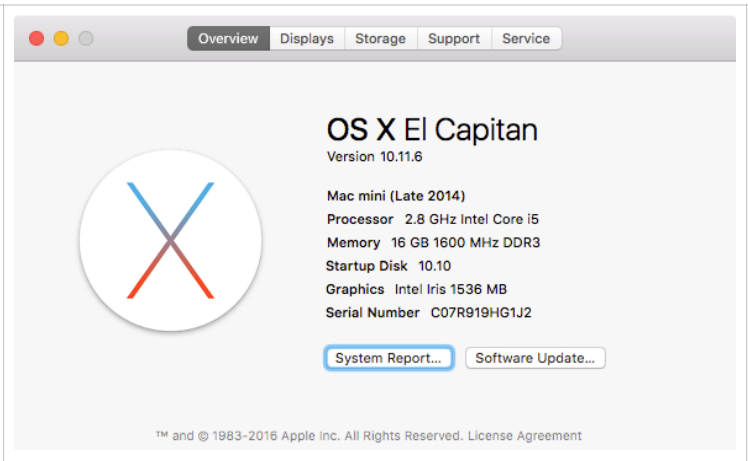 Overview Displays Storage Support Service
OS X El Capitan
Version 10.11.6
Mac mini (Late 2014)
Processor 2.8 GHz Intel Core i5
Memory 16 GB 1600 MHz DDR3
Startup Disk 10.10
Graphics Intel Iris 1536 MB
Serial Number C07R919HG1J2
System Report... Software Update...
™ and © 1983-2016 Apple Inc. All Rights Reserved. License Agreement